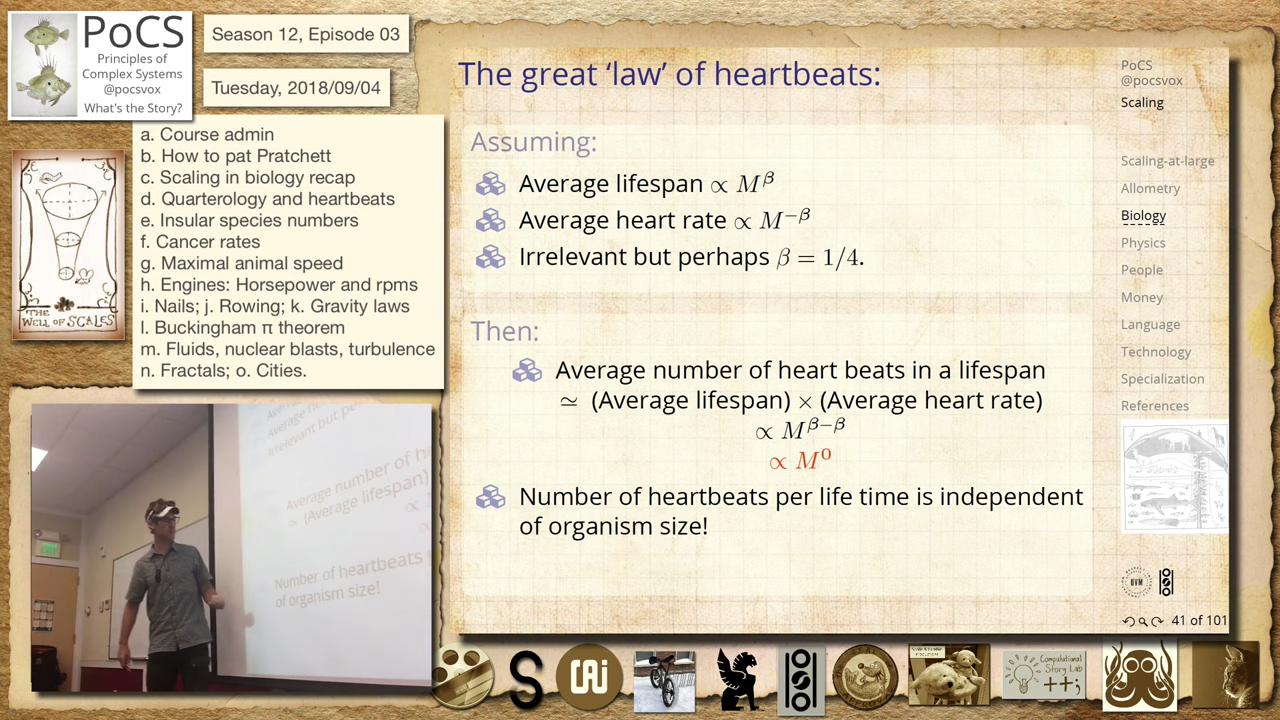 PoCS
Principles of
Complex Systems
@pocsvox
What's the Story?
Season 12, Episode 03
Tuesday, 2018/09/04
a. Course admin
b. How to pat Pratchett
c. Scaling in biology recap
d. Quarterology and heartbeats
e. Insular species numbers
f. Cancer rates
g. Maximal animal speed
h. Engines: Horsepower and rpms
i. Nails; j. Rowing; k. Gravity laws
l. Buckingham π theorem
m. Fluids, nuclear blasts, turbulence
n. Fractals; o. Cities.
THE
WELL OF SCALES
The great ‘law’ of heartbeats:
Assuming:
Average lifespan ∝ M^β
Average heart rate ∝ M^−β
Irrelevant but perhaps β = 1/4.
Then:
Average number of heart beats in a lifespan
≃ (Average lifespan) × (Average heart rate)
∝ M^β−β
∝ M^0
Number of heartbeats per life time is independent
of organism size!
PoCS
@pocsvox
Scaling
Scaling-at-large
Allometry
Biology
Physics
People
Money
Language
Technology
Specialization
References
UVM
41 of 101
Irrelevant but pe
Average number of h
≃ (Average lifespan)
Number of heartbeats
of organism size!
Computational
Story Lab
++;